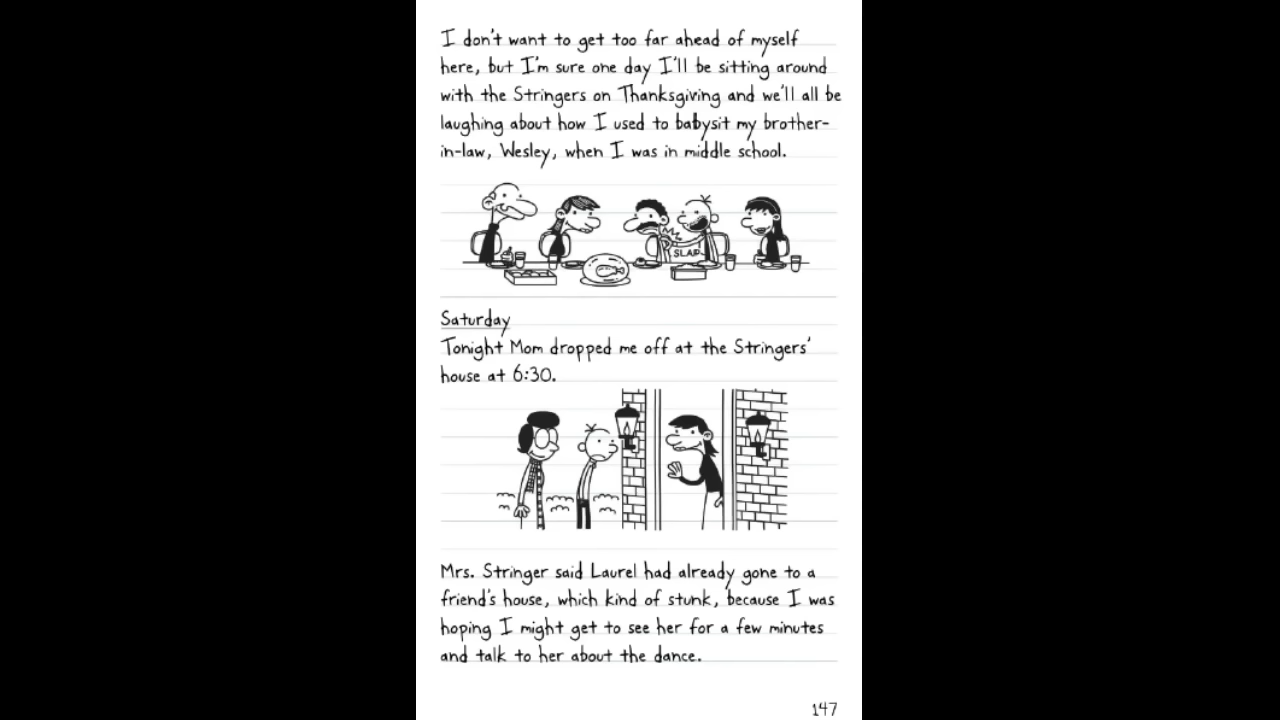 I don't want to get too far ahead of myself
here, but I'm sure one day I'll be sitting around
with the Stringers on Thanksgiving and we'll all be
laughing about how I used to babysit my brother-
in-law, Wesley, when I was in middle school.
SLAP
Saturday
Tonight Mom dropped me off at the Stringers'
house at 6:30.
Mrs. Stringer said Laurel had already gone to a
friend's house, which kind of stunk, because I was
hoping I might get to see her for a few minutes
and talk to her about the dance.
147